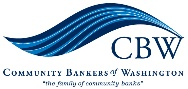 CBW
Community Bankers of Washington
"the family of community banks"